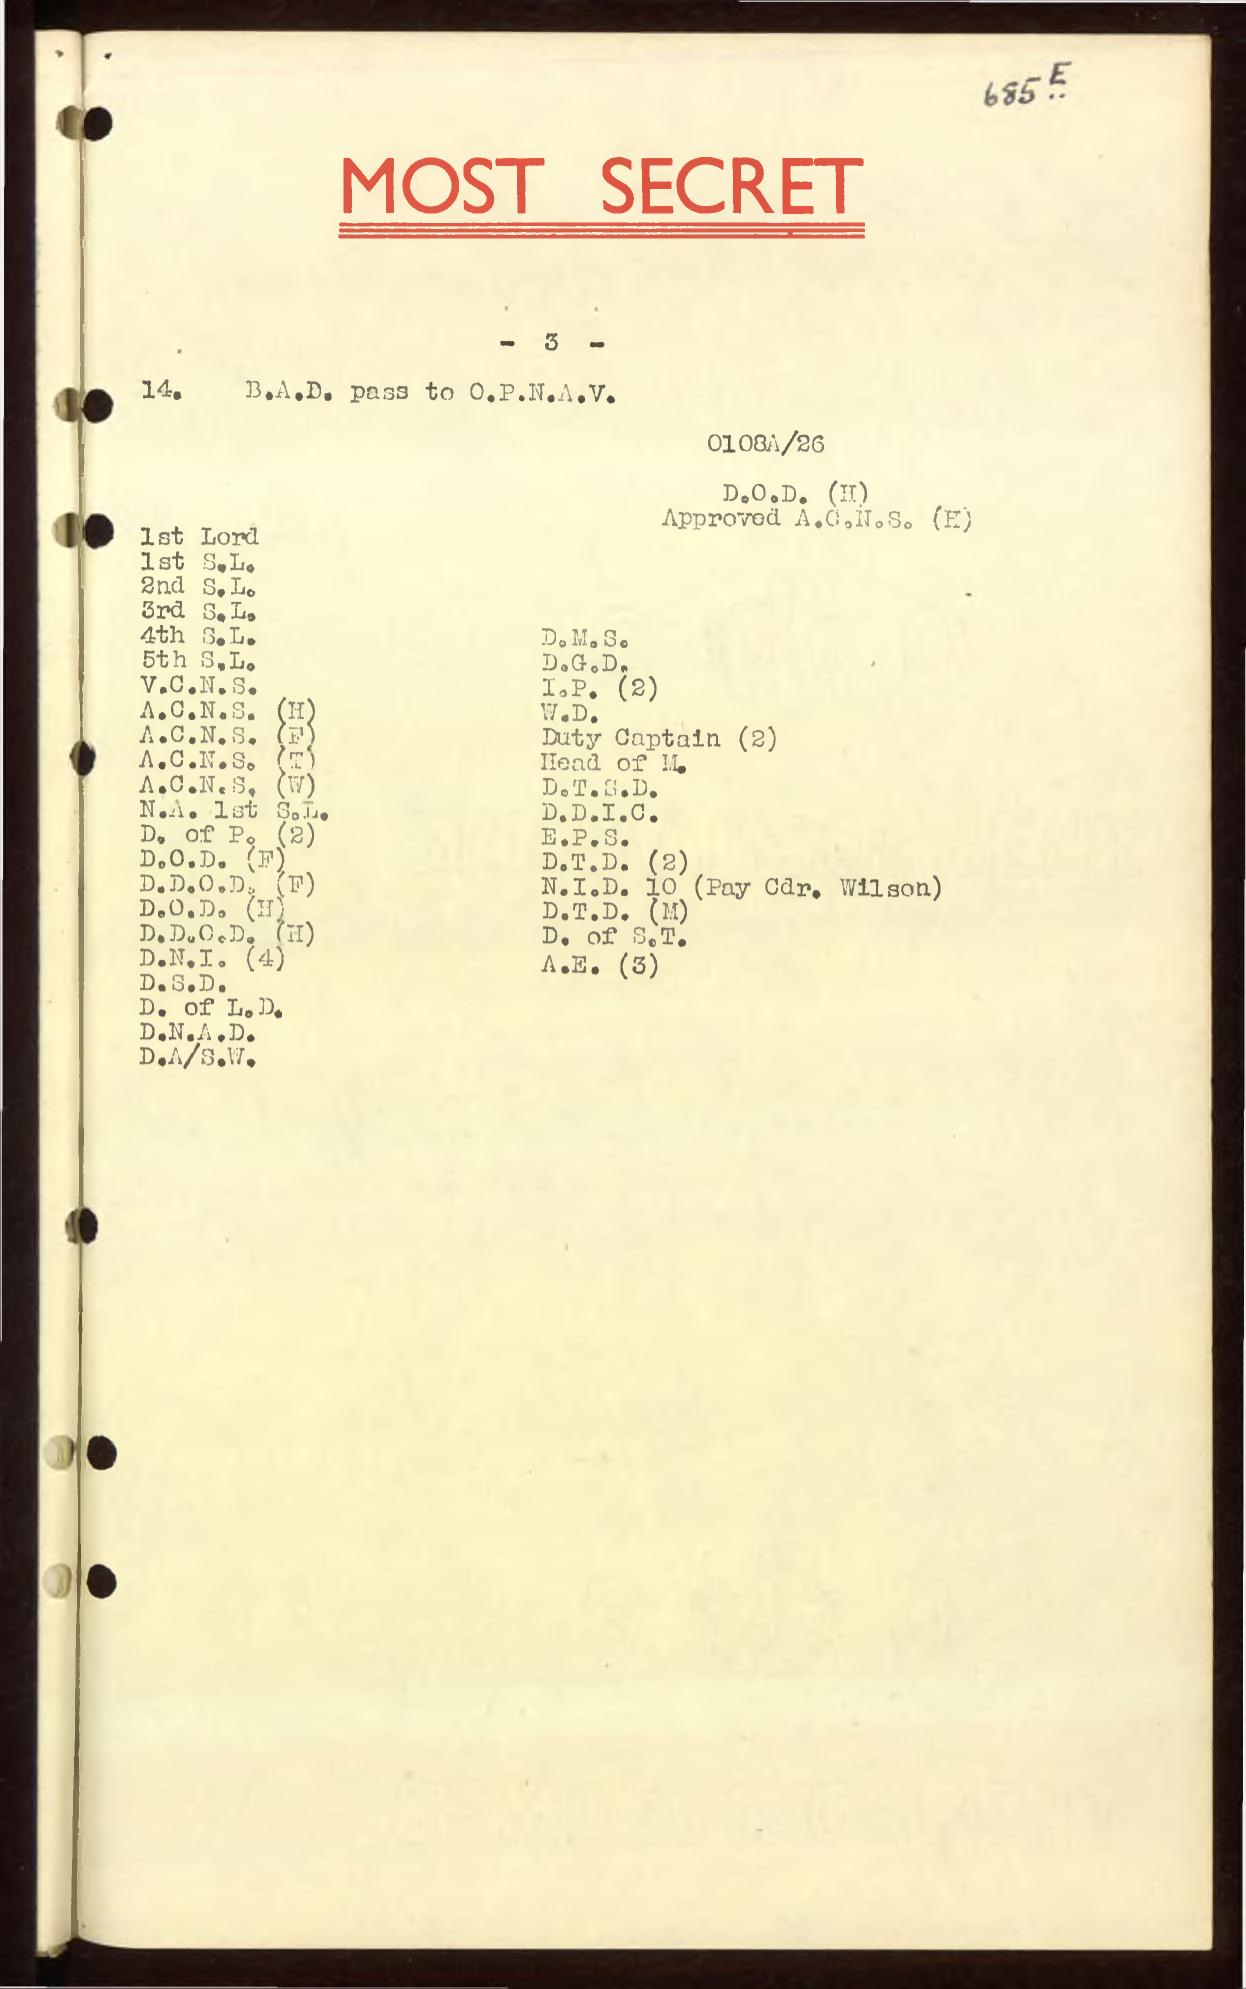 685 E
MOST SECRET
- 3 -
14. B.A.D. pass to O.P.N.A.V.
0108A/26
D.O.D. (H)
Approved A.C.N.S. (H)
1st Lord
1st S.L.
2nd S.L.
3rd S.L.
4th S.L.
5th S.L.
V.C.N.S.
A.C.N.S. (H)
A.C.N.S. (F)
A.C.N.S. (T)
A.C.N.S. (W)
N.A. 1st S.L.
D. of P. (2)
D.O.D. (F)
D.D.O.D. (F)
D.O.D. (H)
D.D.O.D. (H)
D.N.I. (4)
D.S.D.
D. of L.D.
D.N.A.D.
D.A/S.W.
D.M.S.
D.G.D.
I.P. (2)
W.D.
Duty Captain (2)
Head of M.
D.T.S.D.
D.D.I.C.
E.P.S.
D.T.D. (2)
N.I.D. 10 (Pay Cdr. Wilson)
D.T.D. (M)
D. of S.T.
A.E. (3)